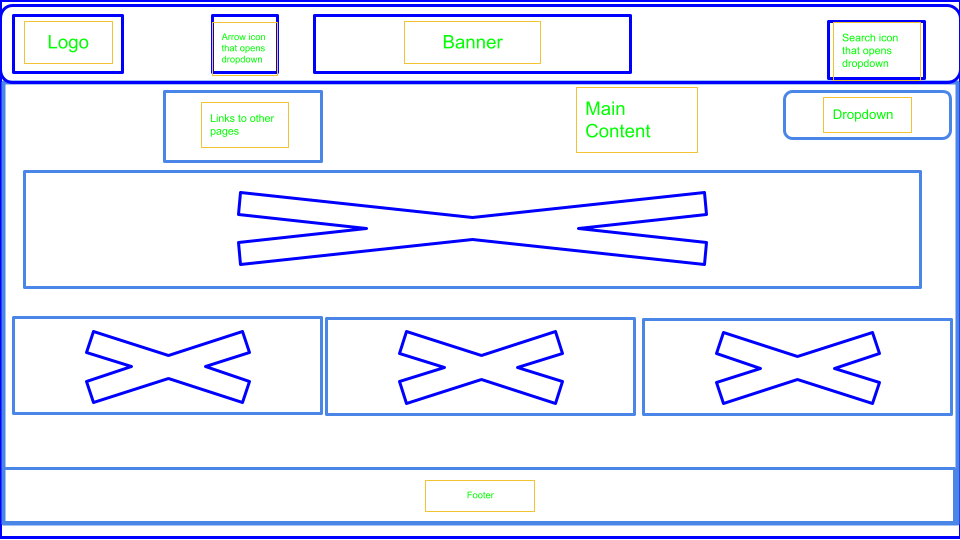 Logo
Arrow icon
that opens
dropdown
Banner
Search icon
that opens
dropdown
Links to other
pages
Main
Content
Dropdown
Footer